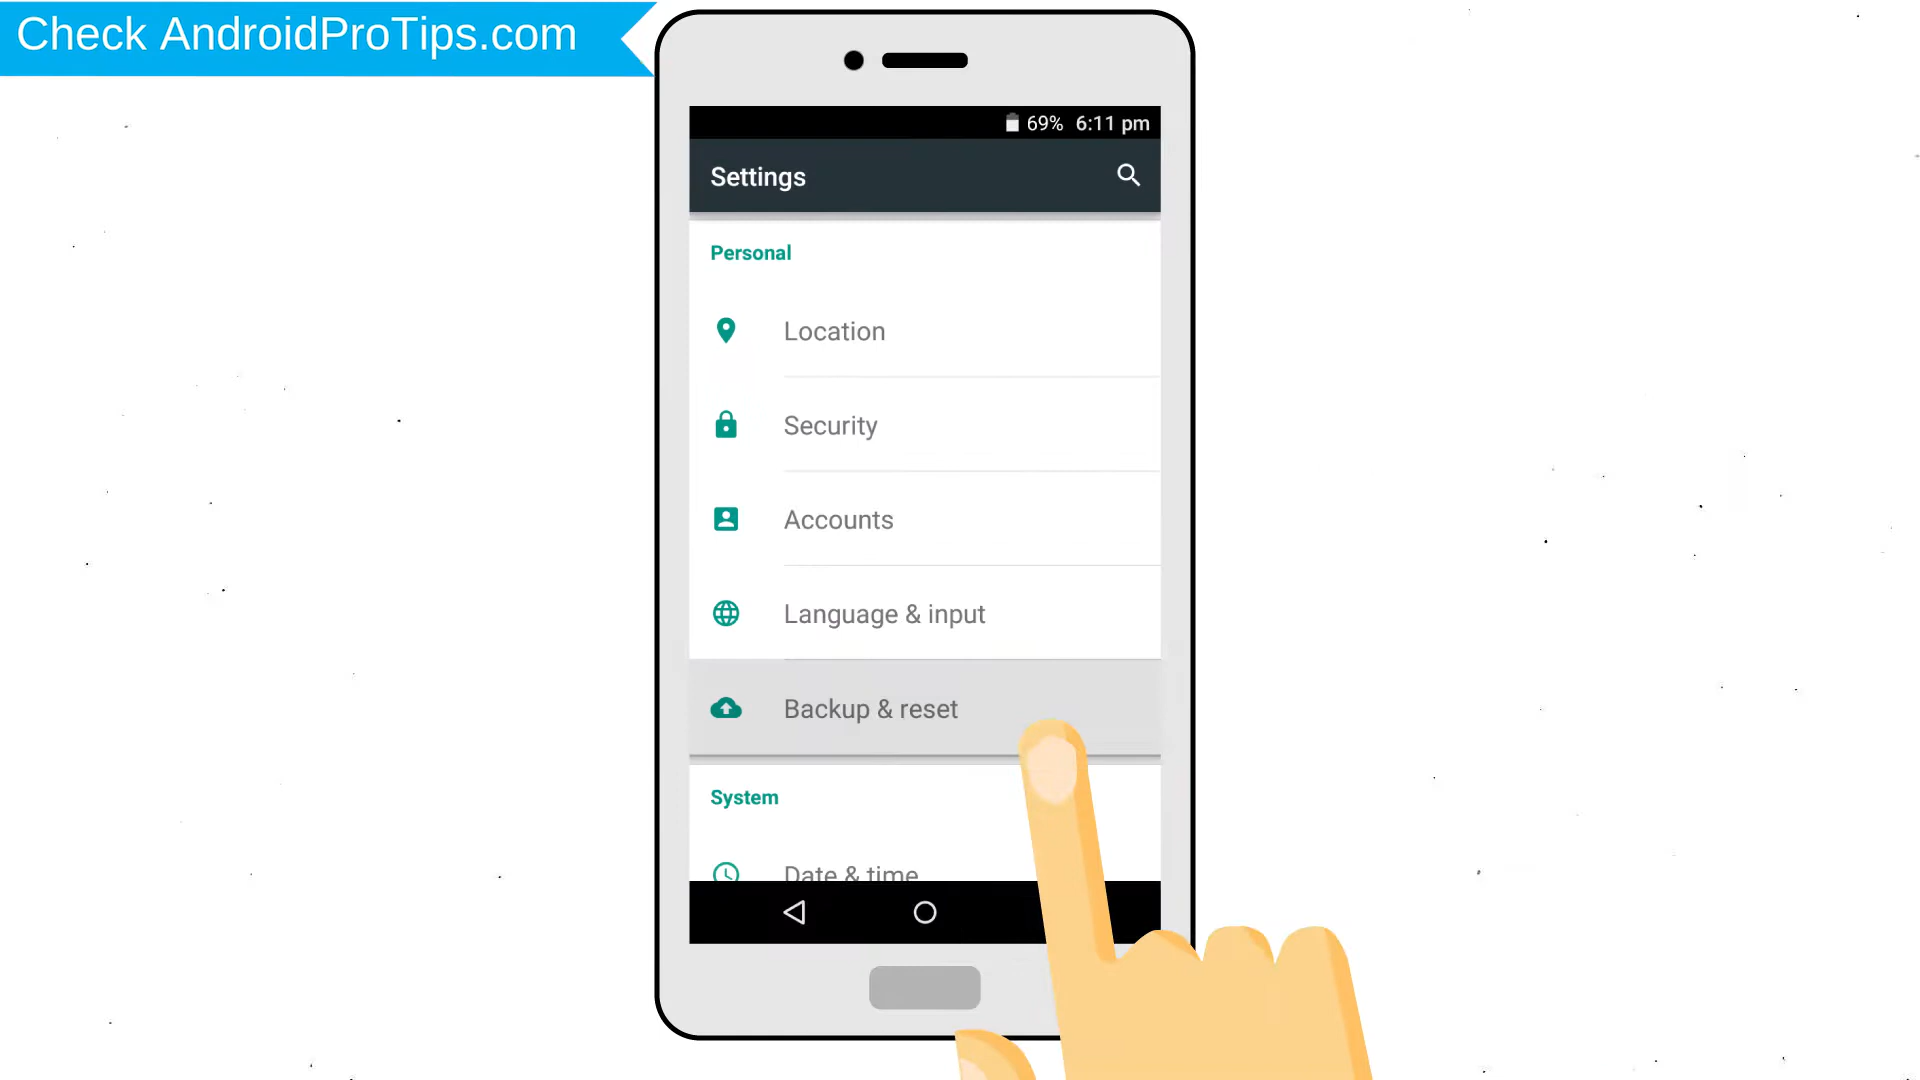 Check AndroidProTips.com
69% 6:11 pm
Settings
Personal
Location
Security
Accounts
Language & input
Backup & reset
System
Date & time